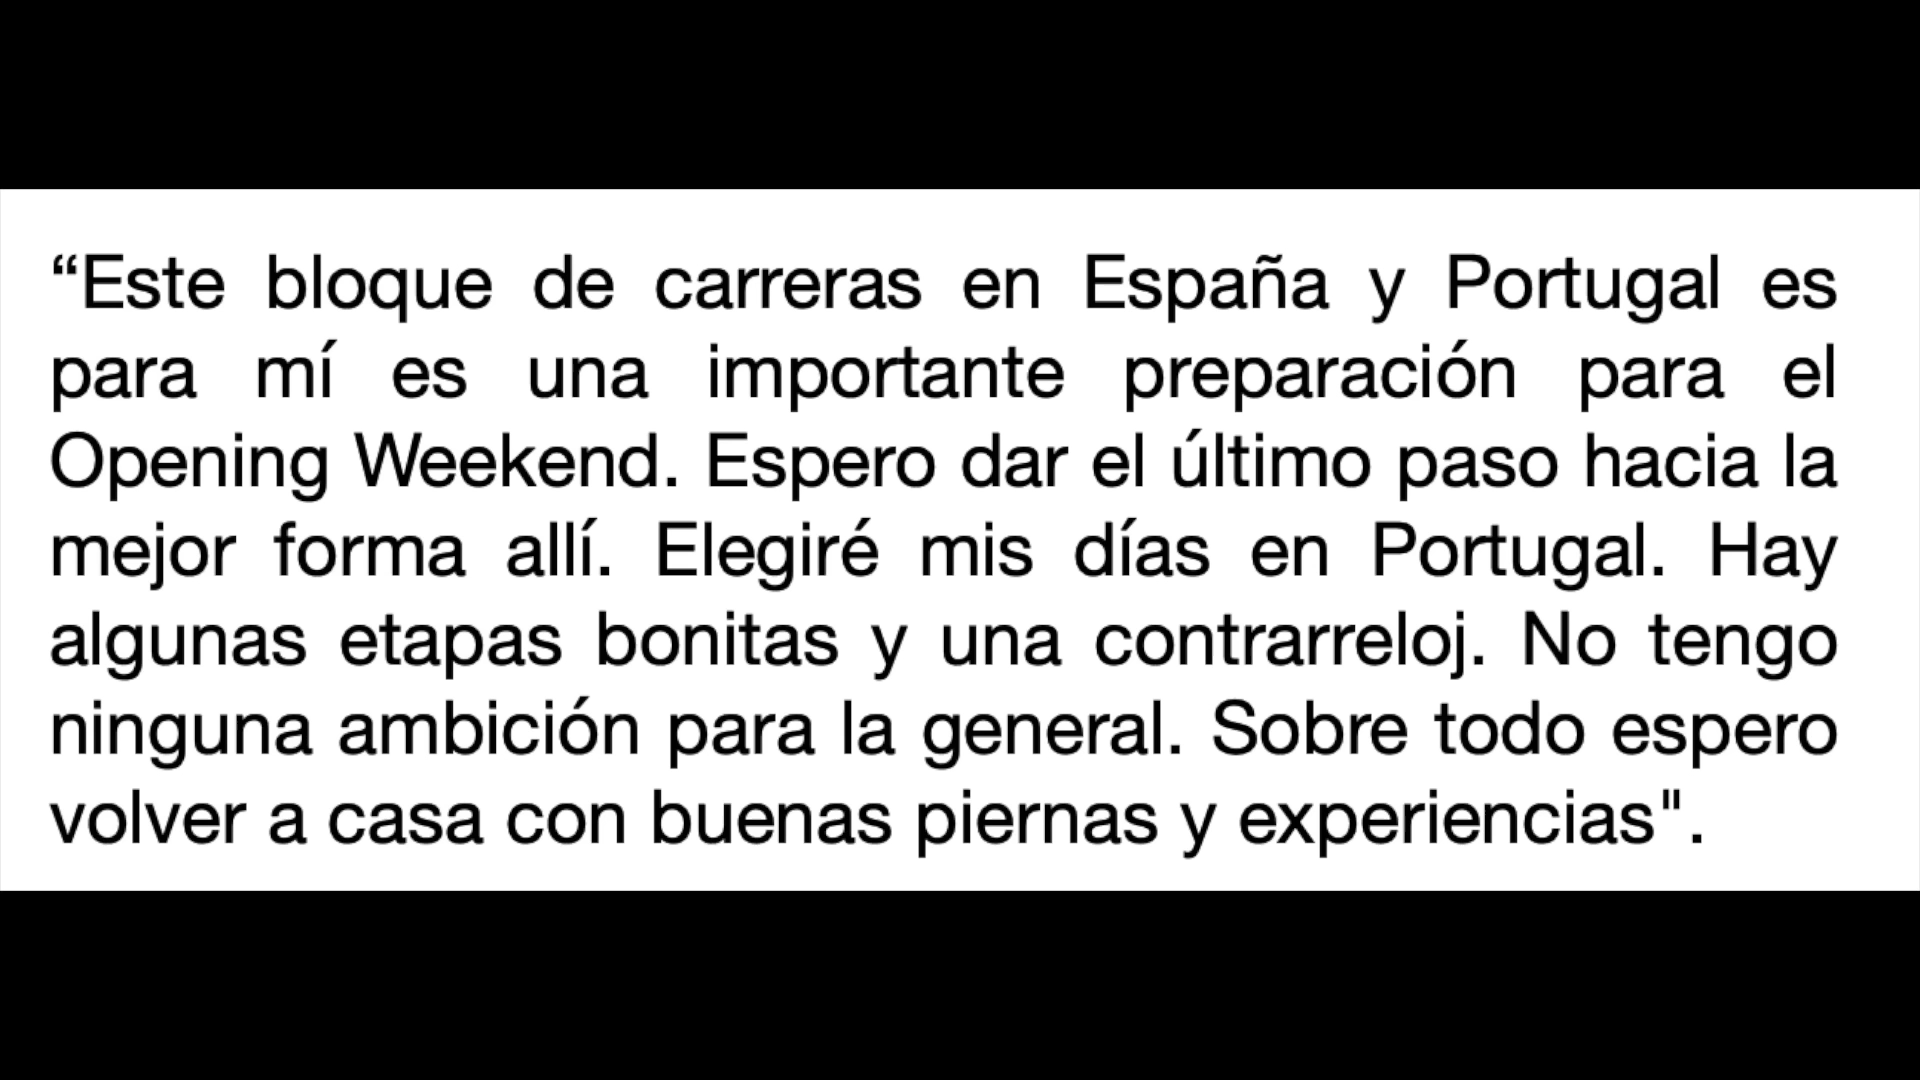 “Este bloque de carreras en España y Portugal es
para mí es una importante preparación para el
Opening Weekend. Espero dar el último paso hacia la
mejor forma allí. Elegiré mis días en Portugal. Hay
algunas etapas bonitas y una contrarreloj. No tengo
ninguna ambición para la general. Sobre todo espero
volver a casa con buenas piernas y experiencias".